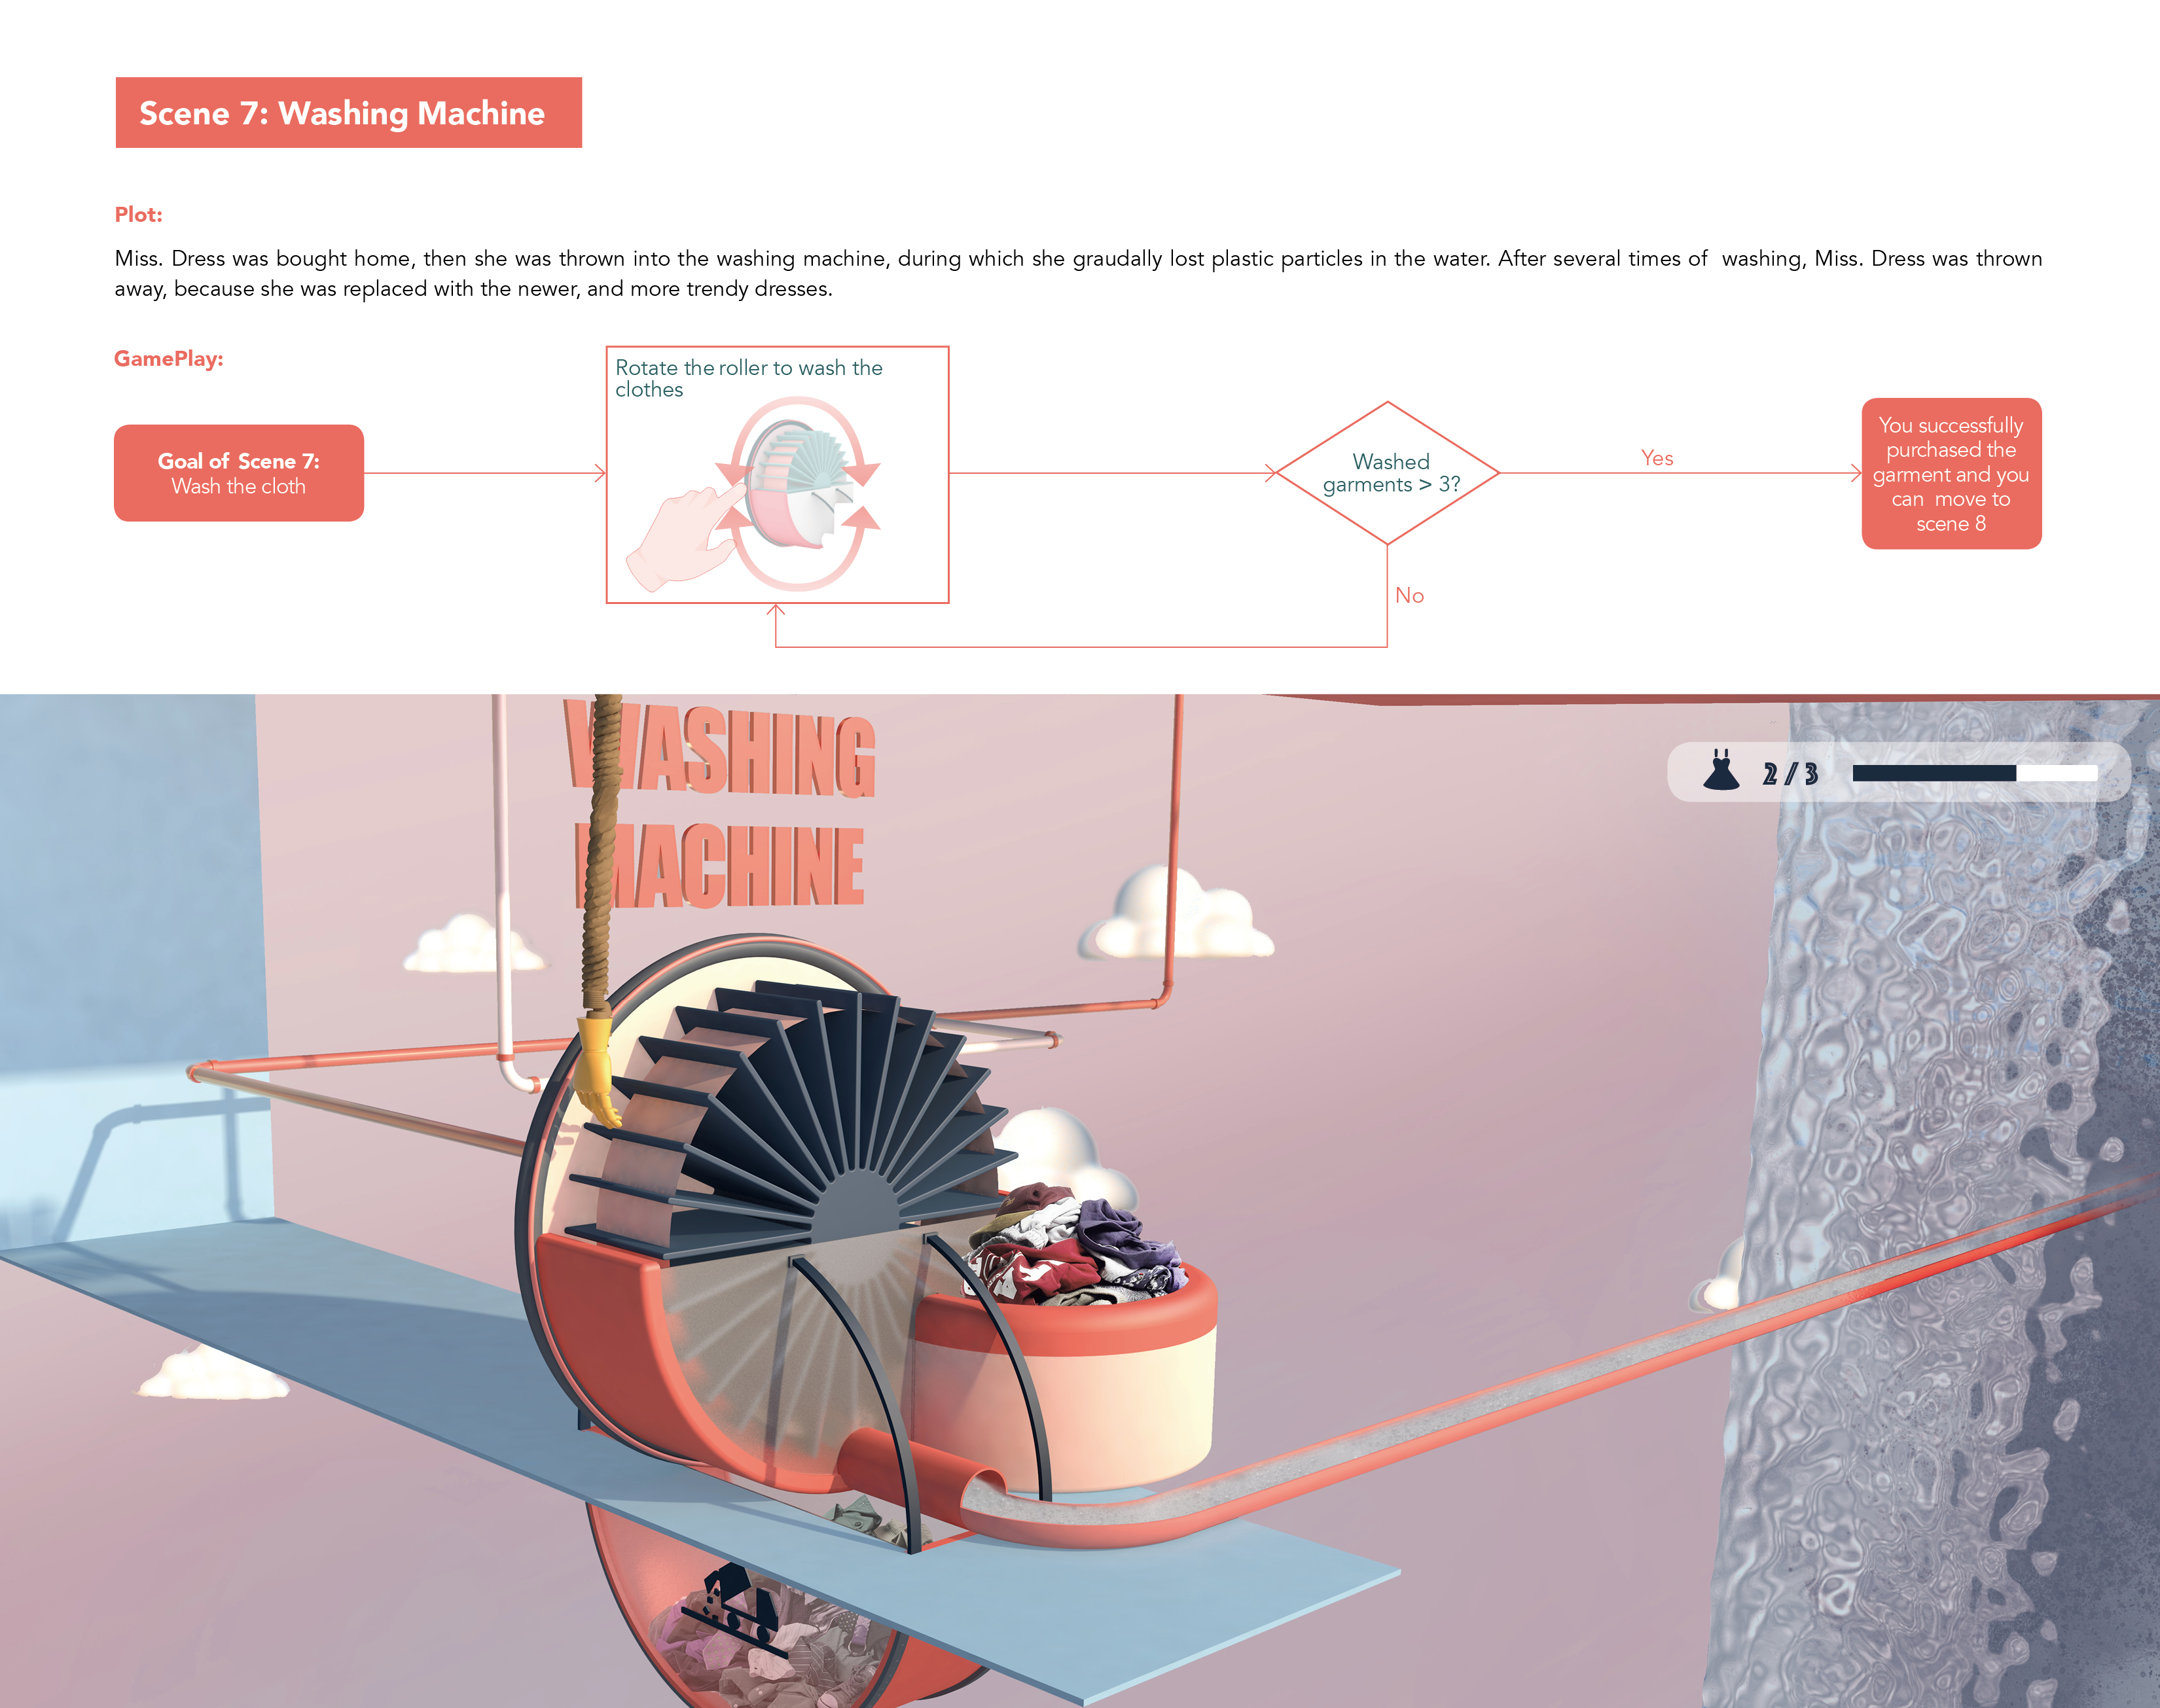 Scene 7: Washing Machine
Plot:
Miss. Dress was bought home, then she was thrown into the washing machine, during which she graudally lost plastic particles in the water. After several times of  washing, Miss. Dress was thrown
away, because she was replaced with the newer, and more trendy dresses.
GamePlay:
Goal of Scene 7:
Wash the cloth
Rotate the roller to wash the
clothes
Washed
garments > 3?
Yes
No
You successfully
purchased the
garment and you
can  move to
scene 8
WASHING
MACHINE
2 / 3